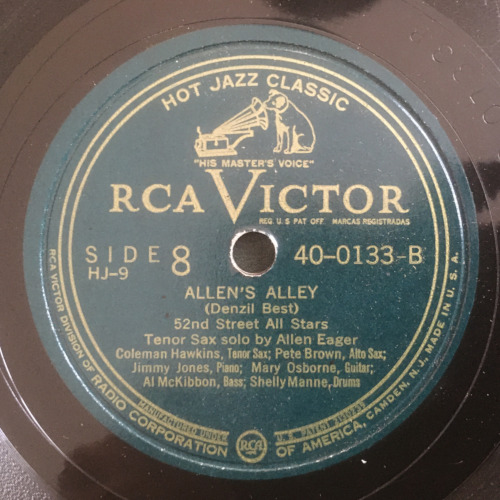 HOT JAZZ CLASSIC
"HIS MASTER'S VOICE"
RCA VICTOR
REG. U.S. PAT. OFF. MARCAS REGISTRADAS
SIDE 8
HJ-9
40-0133-B
ALLEN'S ALLEY
(Denzil Best)
52nd Street All Stars
Tenor Sax solo by Allen Eager
Coleman Hawkins, Tenor Sax; Pete Brown, Alto Sax;
Jimmy Jones, Piano; Mary Osborne, Guitar;
Al McKibbon, Bass; Shelly Manne, Drums
MANUFACTURED UNDER U.S. PATENT
RCA
RCA VICTOR DIVISION OF RADIO CORPORATION OF AMERICA, CAMDEN, N.J., MADE IN U.S.A.